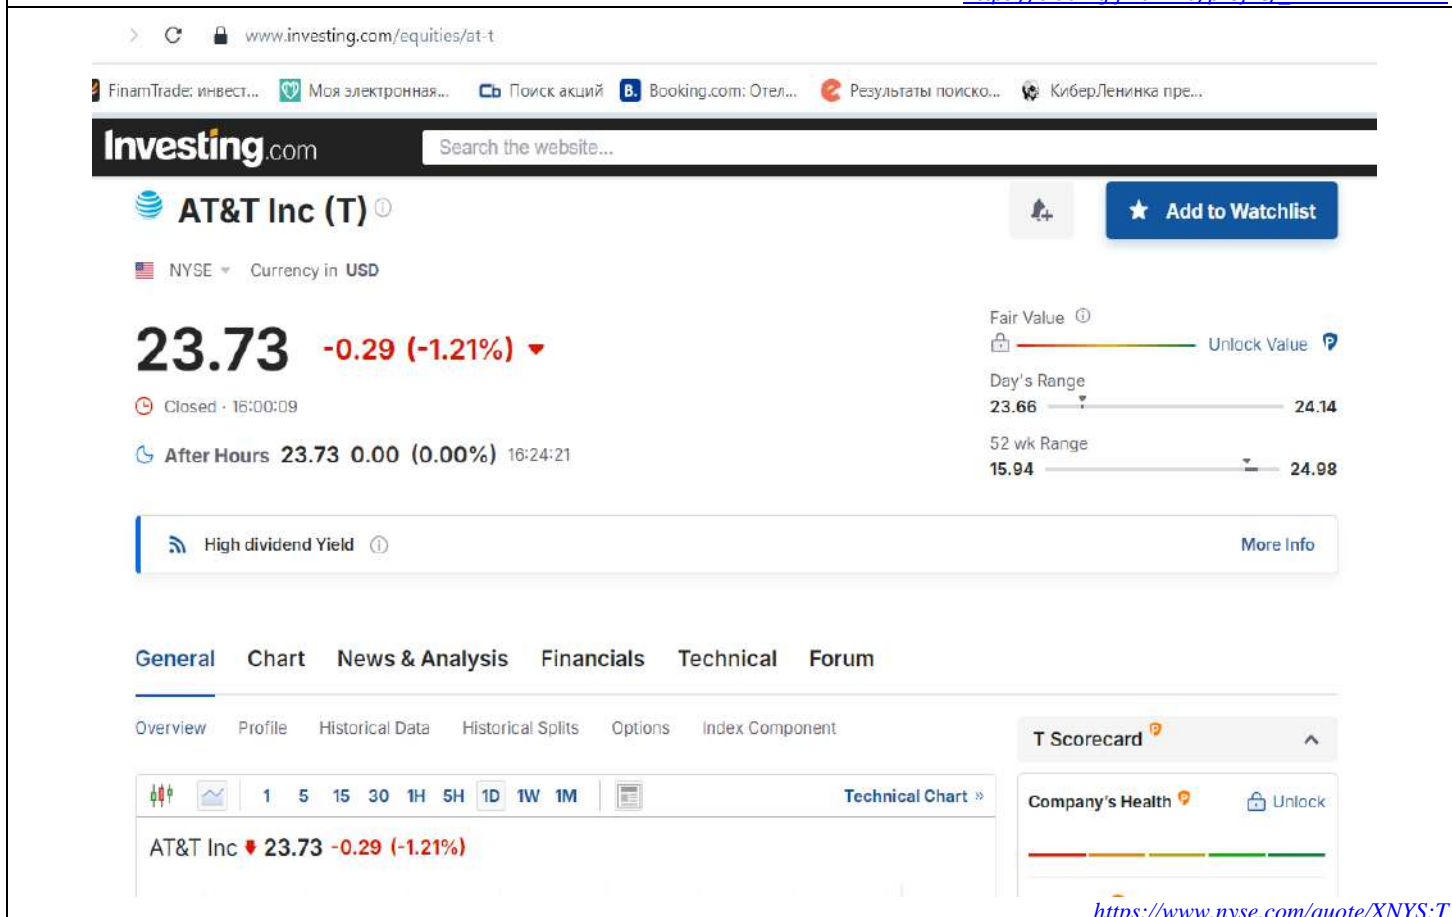 www.investing.com/equities/at-t
FinamTrade: инвест... Моя электронная... Сb Поиск акций B. Booking.com: Отел... Результаты поиско... КиберЛенинка пре...
Investing.com Search the website...
AT&T Inc (T)
Add to Watchlist
NYSE Currency in USD
Fair Value
Unlock Value
23.73 -0.29 (-1.21%)
Day's Range
23.66 24.14
Closed · 16:00:09
52 wk Range
15.94 24.98
After Hours 23.73 0.00 (0.00%) 16:24:21
High dividend Yield More Info
General Chart News & Analysis Financials Technical Forum
Overview Profile Historical Data Historical Splits Options Index Component
T Scorecard
1 5 15 30 1H 5H 1D 1W 1M Technical Chart »
Company's Health Unlock
AT&T Inc 23.73 -0.29 (-1.21%)
https://www.nyse.com/quote/XNYS:T